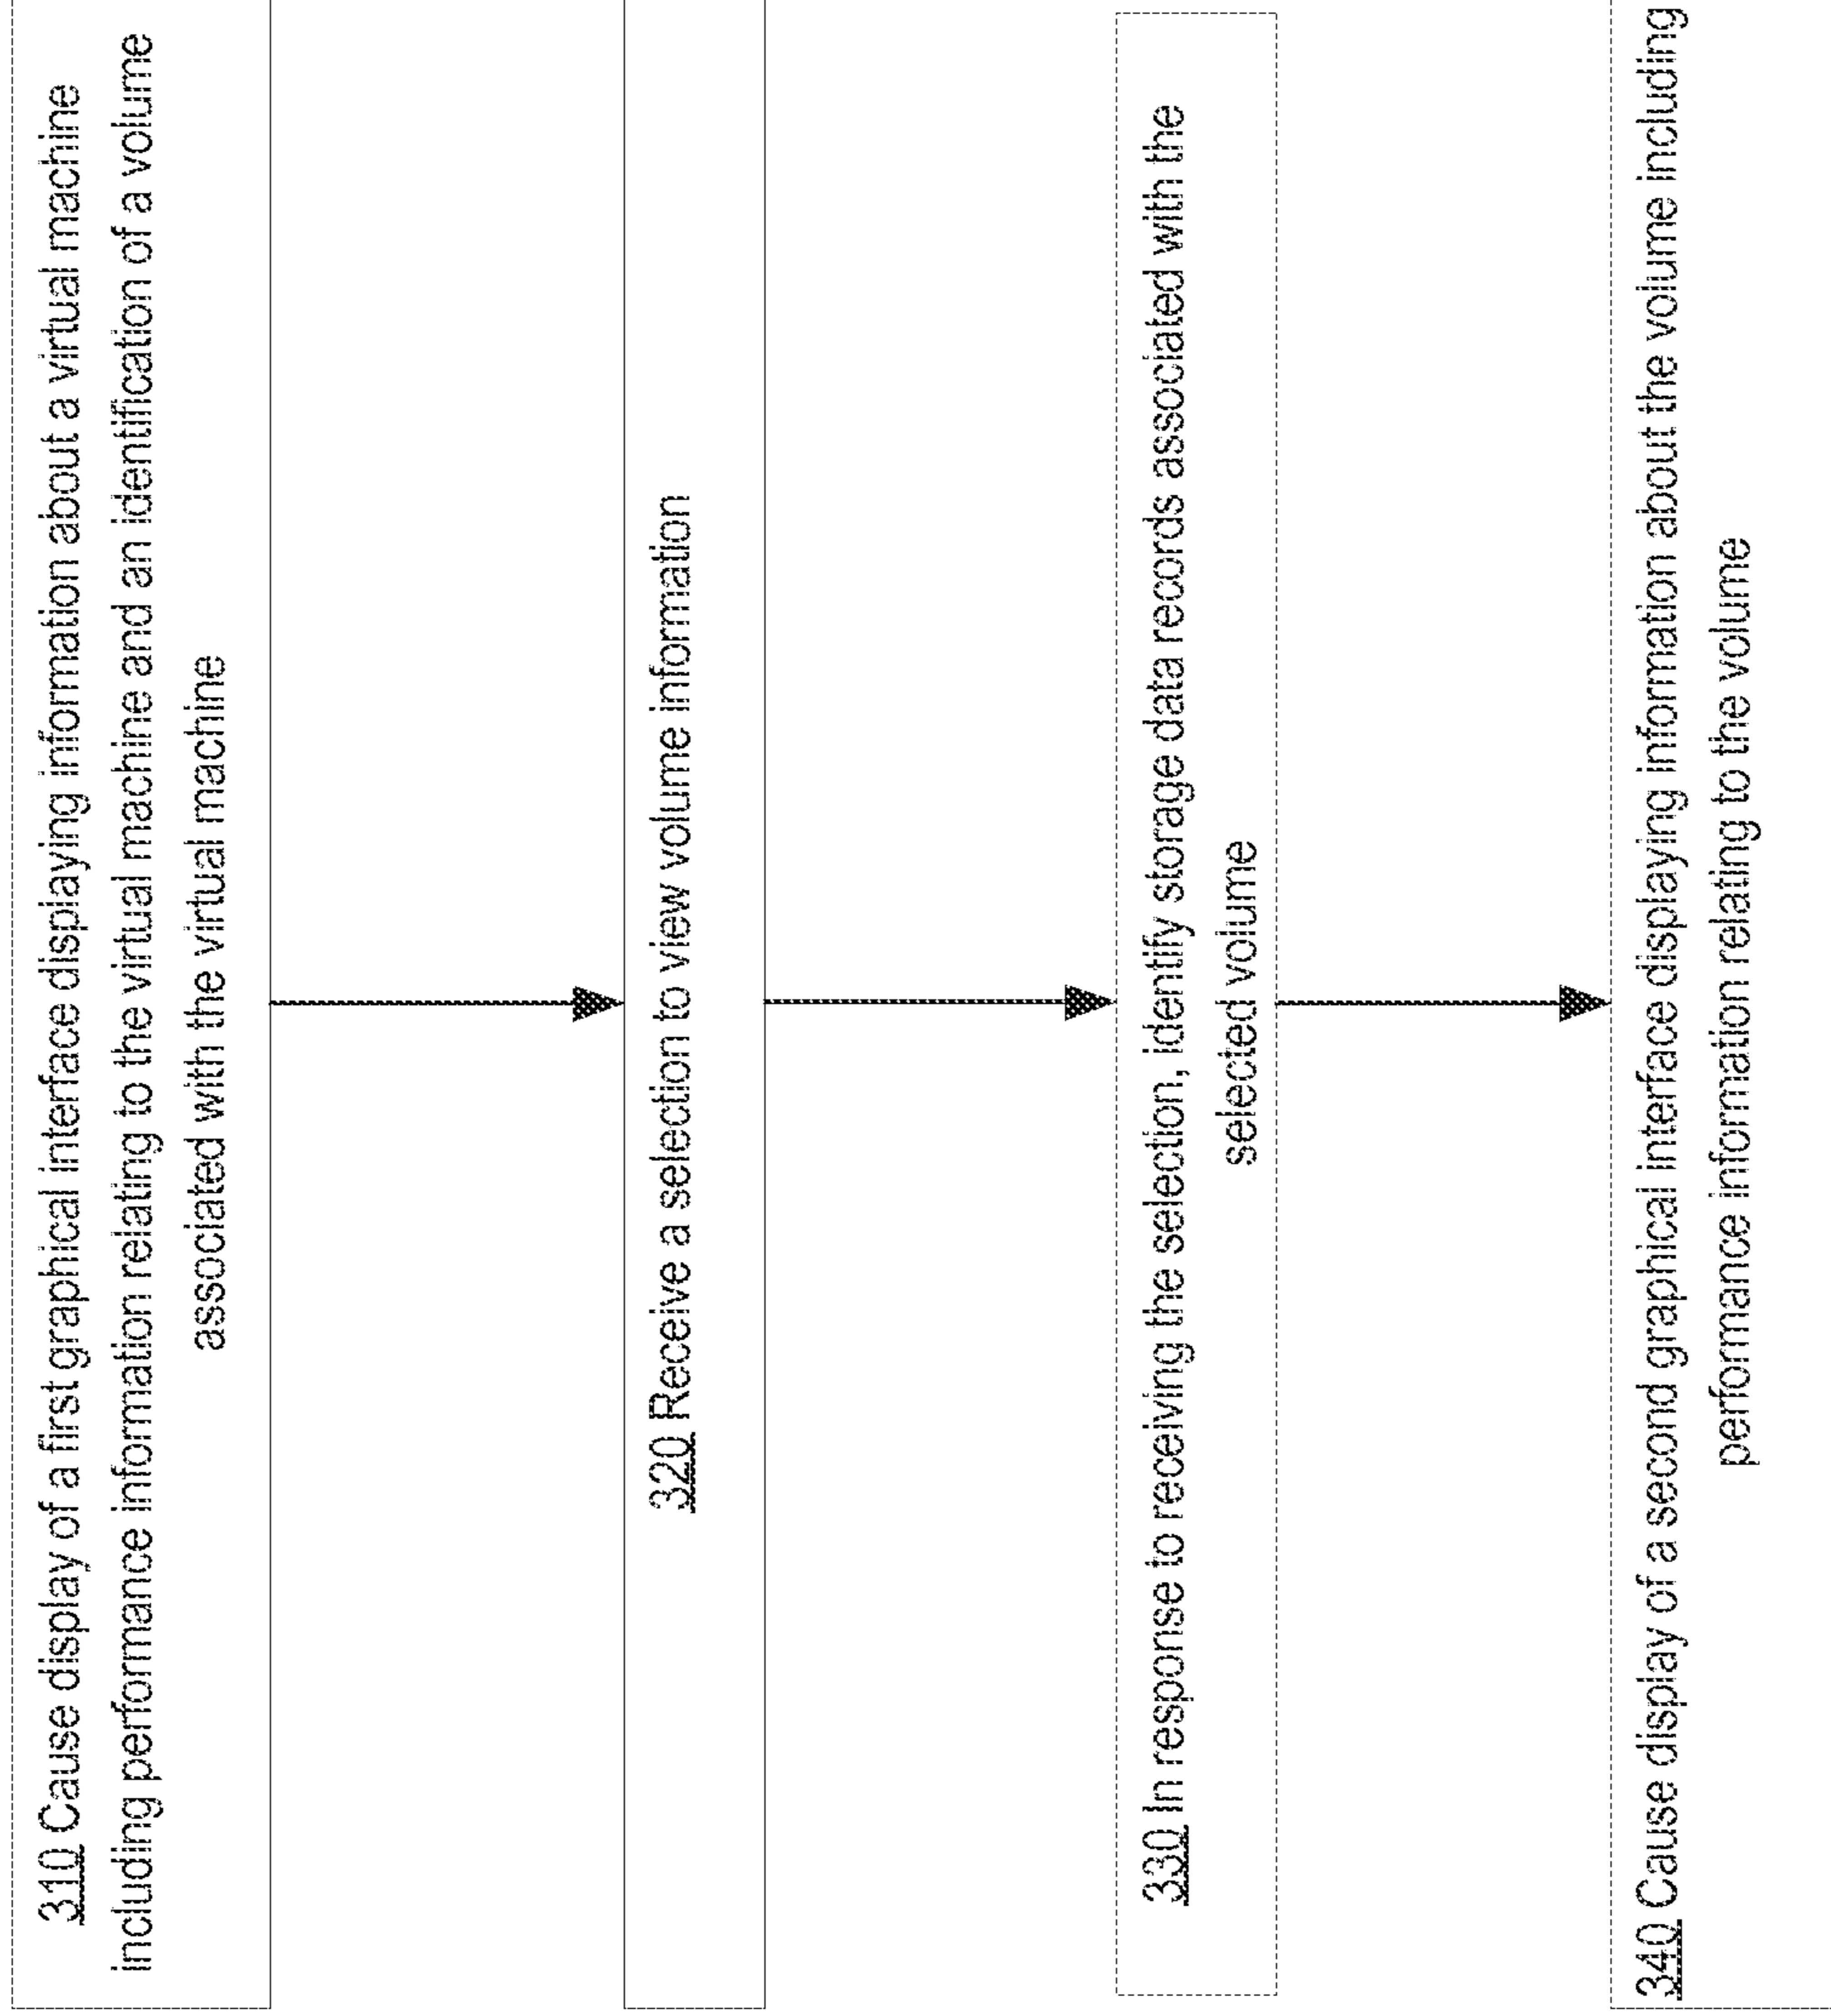 310 Cause display of a first graphical interface displaying information about a virtual machine
including performance information relating to the virtual machine and an identification of a volume
associated with the virtual machine
320 Receive a selection to view volume information
330 In response to receiving the selection, identify storage data records associated with the
selected volume
340 Cause display of a second graphical interface displaying information about the volume including
performance information relating to the volume